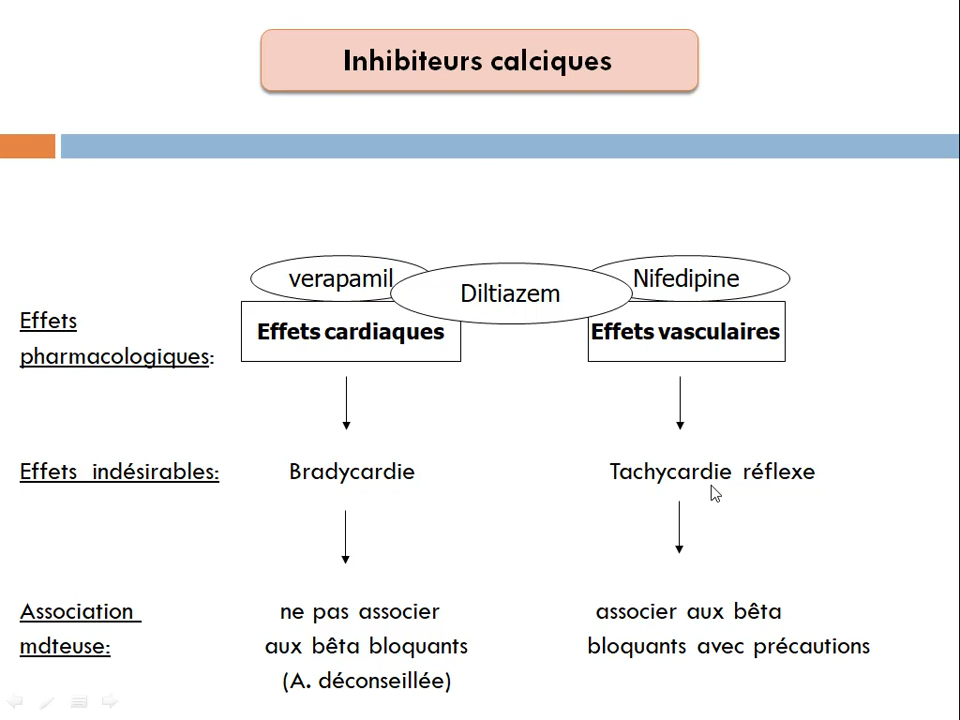 Inhibiteurs calciques
verapamil
Diltiazem
Nifedipine
Effets
pharmacologiques:
Effets cardiaques
Effets vasculaires
Effets indésirables:
Bradycardie
Tachycardie réflexe
Association
mdteuse:
ne pas associer
aux bêta bloquants
(A. déconseillée)
associer aux bêta
bloquants avec précautions